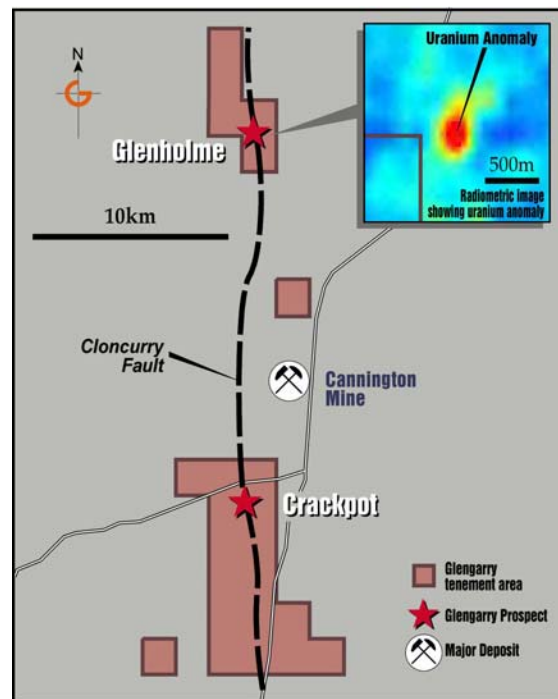 N
Uranium Anomaly
500m
Radiometric image
showing uranium anomaly
Glenholme
10km
Cloncurry
Fault
Cannington
Mine
Crackpot
Glengarry
tenement area
Glengarry Prospect
Major Deposit